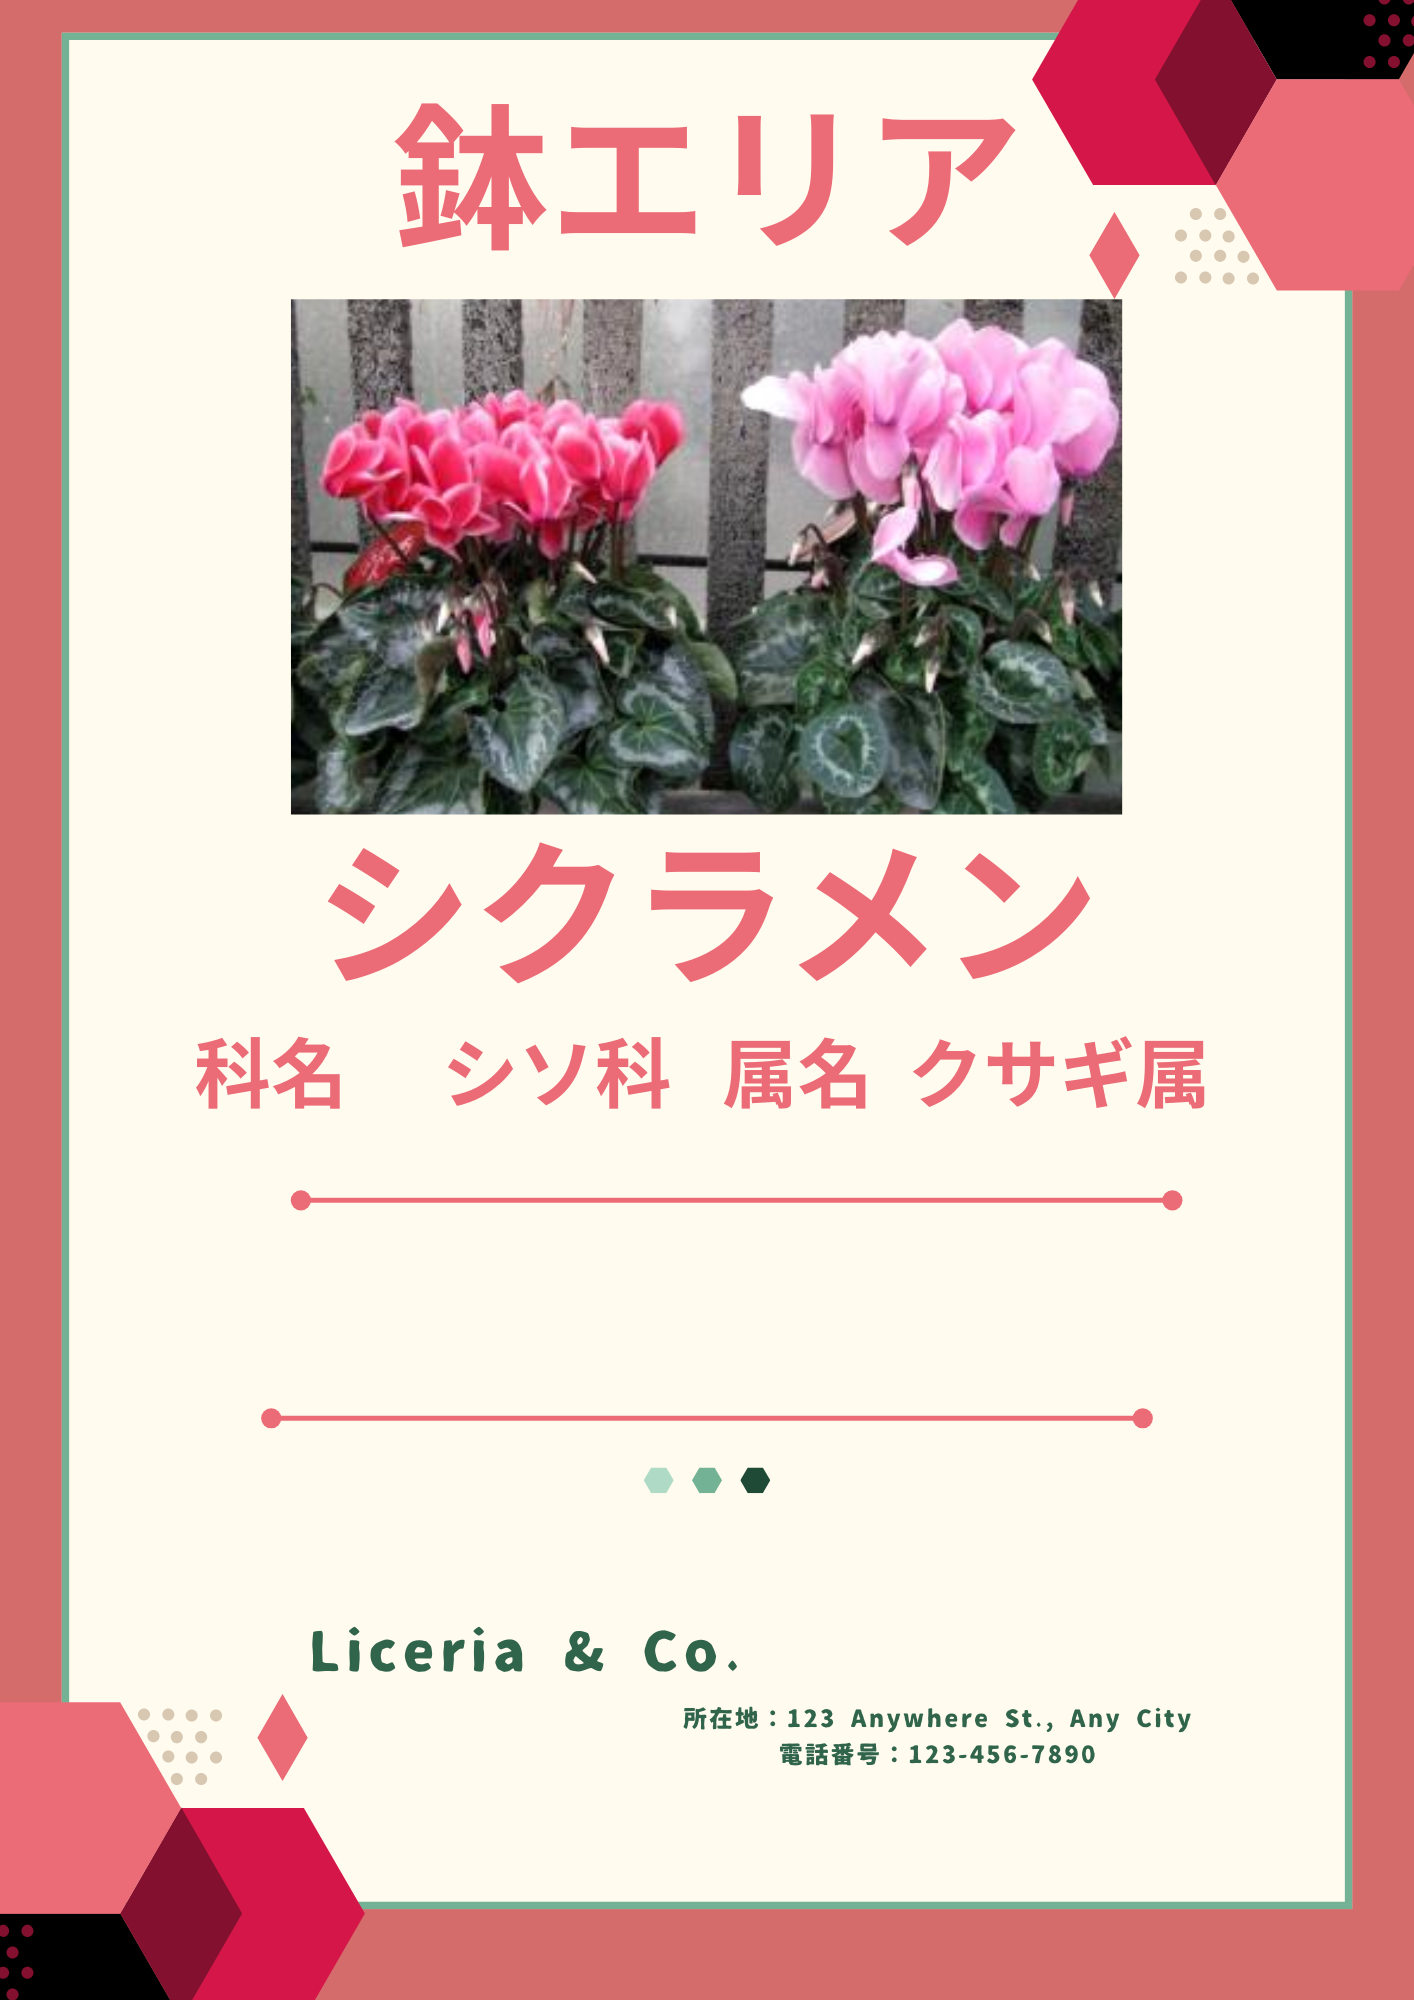 鉢エリア
シクラメン
科名 シソ科 属名 クサギ属
Liceria & Co.
所在地：123 Anywhere St., Any City
電話番号：123-456-7890